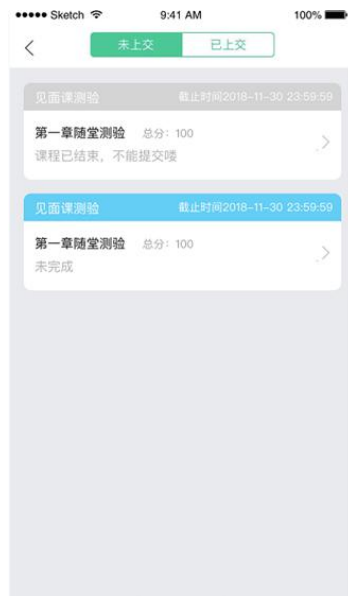 Sketch 9:41 AM 100%
未上交 已上交
见面课测验 截止时间2018-11-30 23:59:59
第一章随堂测验 总分：100
课程已结束，不能提交喽
见面课测验 截止时间2018-11-30 23:59:59
第一章随堂测验 总分：100
未完成